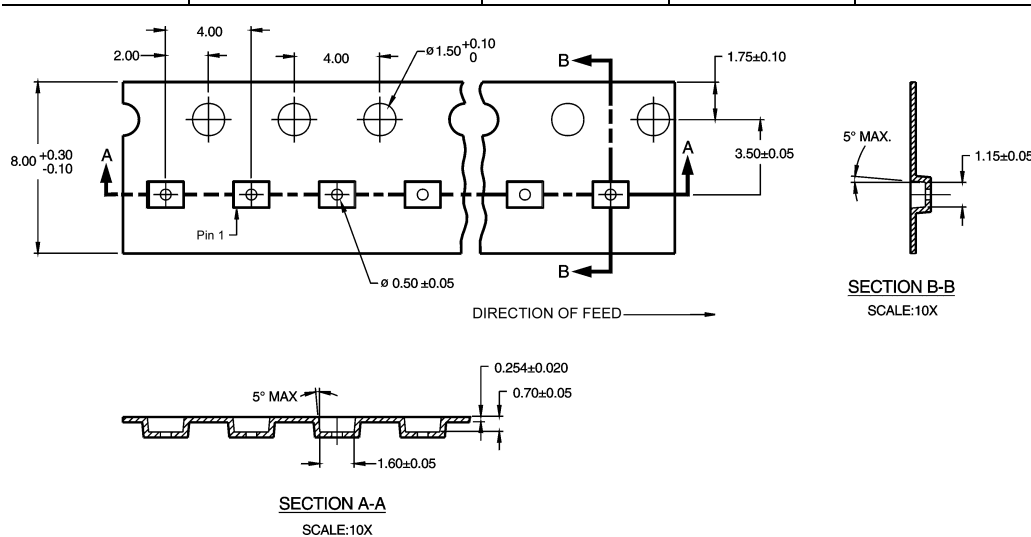 4.00
2.00
4.00
ø1.50 +0.10
0
B
1.75±0.10
8.00 +0.30
-0.10
A
A
3.50±0.05
5° MAX.
1.15±0.05
Pin 1
ø 0.50 ±0.05
B
SECTION B-B
SCALE:10X
DIRECTION OF FEED
0.254±0.020
5° MAX
0.70±0.05
1.60±0.05
SECTION A-A
SCALE:10X